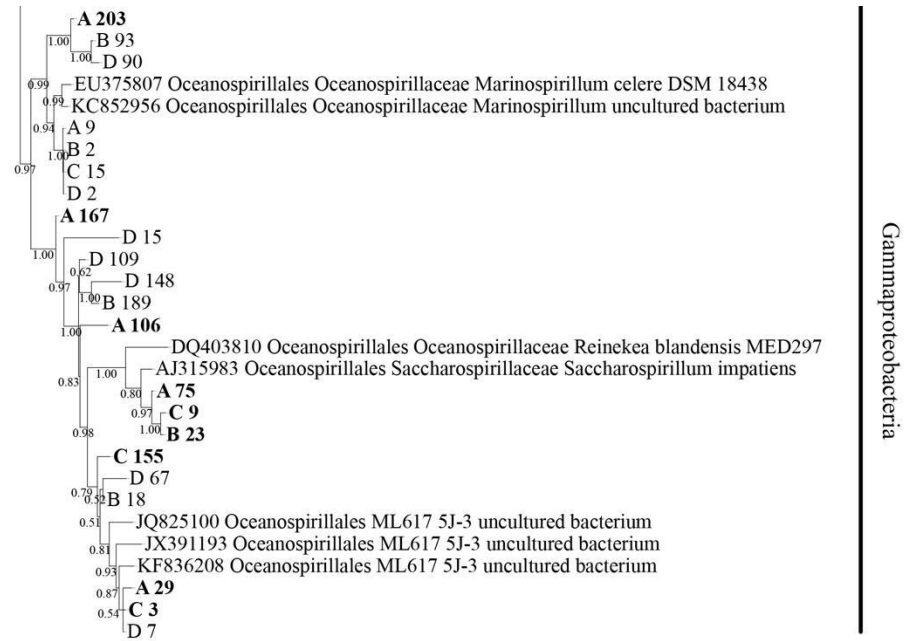 A 203
1.00
B 93
1.00
D 90
0.99
EU375807 Oceanospirillales Oceanospirillaceae Marinospirillum celere DSM 18438
0.99
KC852956 Oceanospirillales Oceanospirillaceae Marinospirillum uncultured bacterium
0.94
A 9
B 2
1.00
C 15
0.97
D 2
A 167
D 15
1.00
D 109
0.62
D 148
0.97
1.00
B 189
A 106
1.00
DQ403810 Oceanospirillales Oceanospirillaceae Reinekea blandensis MED297
AJ315983 Oceanospirillales Saccharospirillaceae Saccharospirillum impatiens
1.00
0.83
A 75
0.80
C 9
0.97
B 23
1.00
0.98
C 155
D 67
0.79
B 18
0.52
JQ825100 Oceanospirillales ML617 5J-3 uncultured bacterium
0.51
JX391193 Oceanospirillales ML617 5J-3 uncultured bacterium
0.81
KF836208 Oceanospirillales ML617 5J-3 uncultured bacterium
0.93
A 29
0.87
C 3
0.54
D 7
Gammaproteobacteria